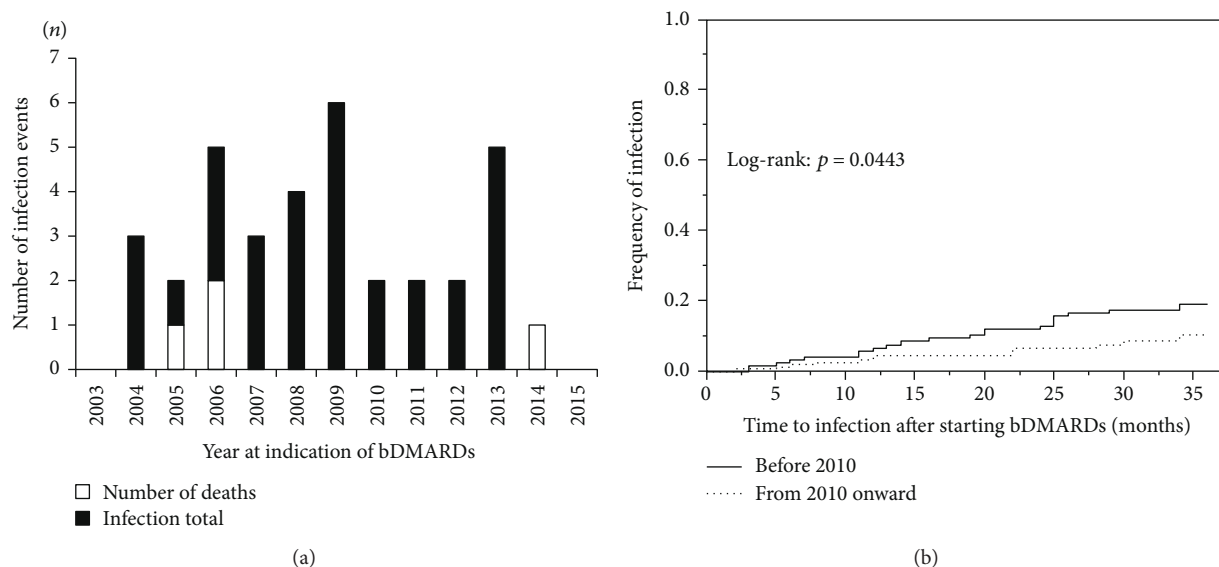 (n)
7
6
5
4
3
2
1
0
Number of infection events
2003
2004
2005
2006
2007
2008
2009
2010
2011
2012
2013
2014
2015
Year at indication of bDMARDs
Number of deaths
Infection total
(a)
1.0
0.8
0.6
0.4
0.2
0.0
Frequency of infection
Log-rank: p = 0.0443
0 5 10 15 20 25 30 35
Time to infection after starting bDMARDs (months)
Before 2010
From 2010 onward
(b)